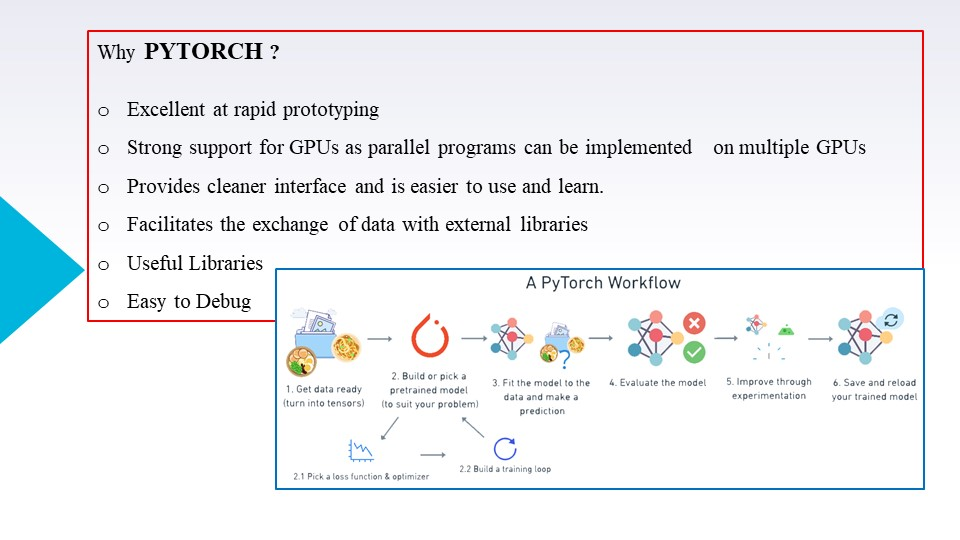 Why PYTORCH ?
o Excellent at rapid prototyping
o Strong support for GPUs as parallel programs can be implemented on multiple GPUs
o Provides cleaner interface and is easier to use and learn.
o Facilitates the exchange of data with external libraries
o Useful Libraries
o Easy to Debug
A PyTorch Workflow
1. Get data ready
(turn into tensors)
2. Build or pick a
pretrained model
(to suit your problem)
3. Fit the model to the
data and make a
prediction
4. Evaluate the model
5. Improve through
experimentation
6. Save and reload
your trained model
2.1 Pick a loss function & optimizer
2.2 Build a training loop